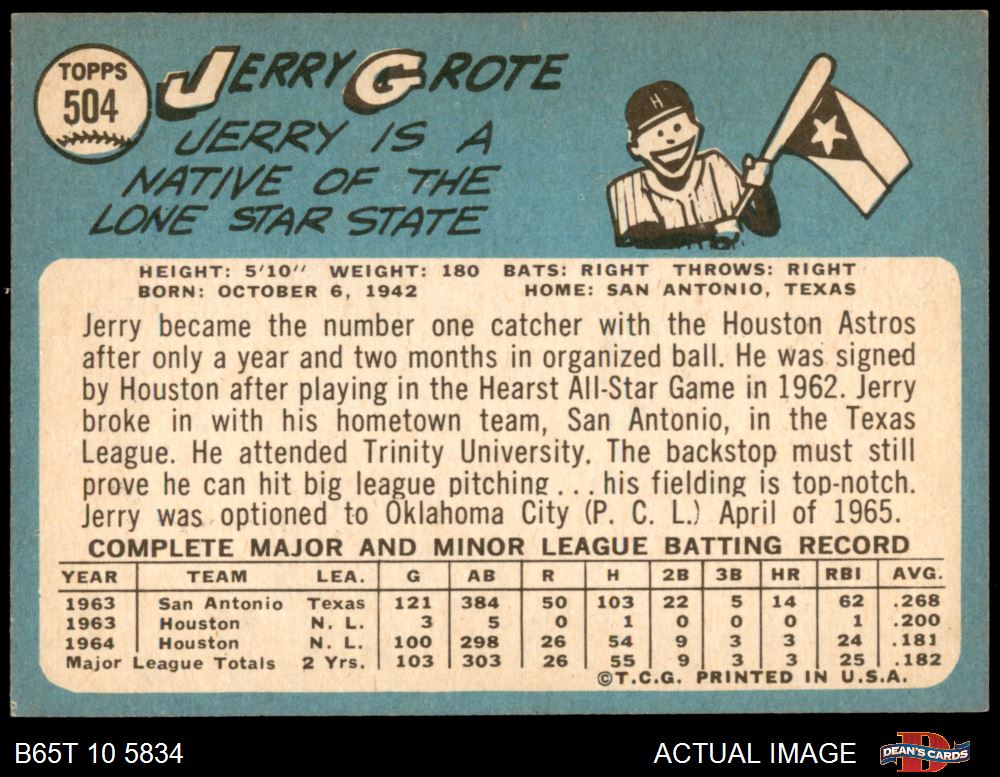 TOPPS
504
JERRY GROTE
JERRY IS A
NATIVE OF THE
LONE STAR STATE
H
HEIGHT: 5'10" WEIGHT: 180 BATS: RIGHT THROWS: RIGHT
BORN: OCTOBER 6, 1942 HOME: SAN ANTONIO, TEXAS
Jerry became the number one catcher with the Houston Astros
after only a year and two months in organized ball. He was signed
by Houston after playing in the Hearst All-Star Game in 1962. Jerry
broke in with his hometown team, San Antonio, in the Texas
League. He attended Trinity University. The backstop must still
prove he can hit big league pitching . . . his fielding is top-notch.
Jerry was optioned to Oklahoma City (P. C. L.) April of 1965.
COMPLETE MAJOR AND MINOR LEAGUE BATTING RECORD
YEAR TEAM LEA. G AB R H 2B 3B HR RBI AVG.
1963 San Antonio Texas 121 384 50 103 22 5 14 62 .268
1963 Houston N. L. 3 5 0 1 0 0 0 1 .200
1964 Houston N. L. 100 298 26 54 9 3 3 24 .181
Major League Totals 2 Yrs. 103 303 26 55 9 3 3 25 .182
©T.C.G. PRINTED IN U.S.A.
B65T 10 5834 ACTUAL IMAGE D DEAN'S CARDS